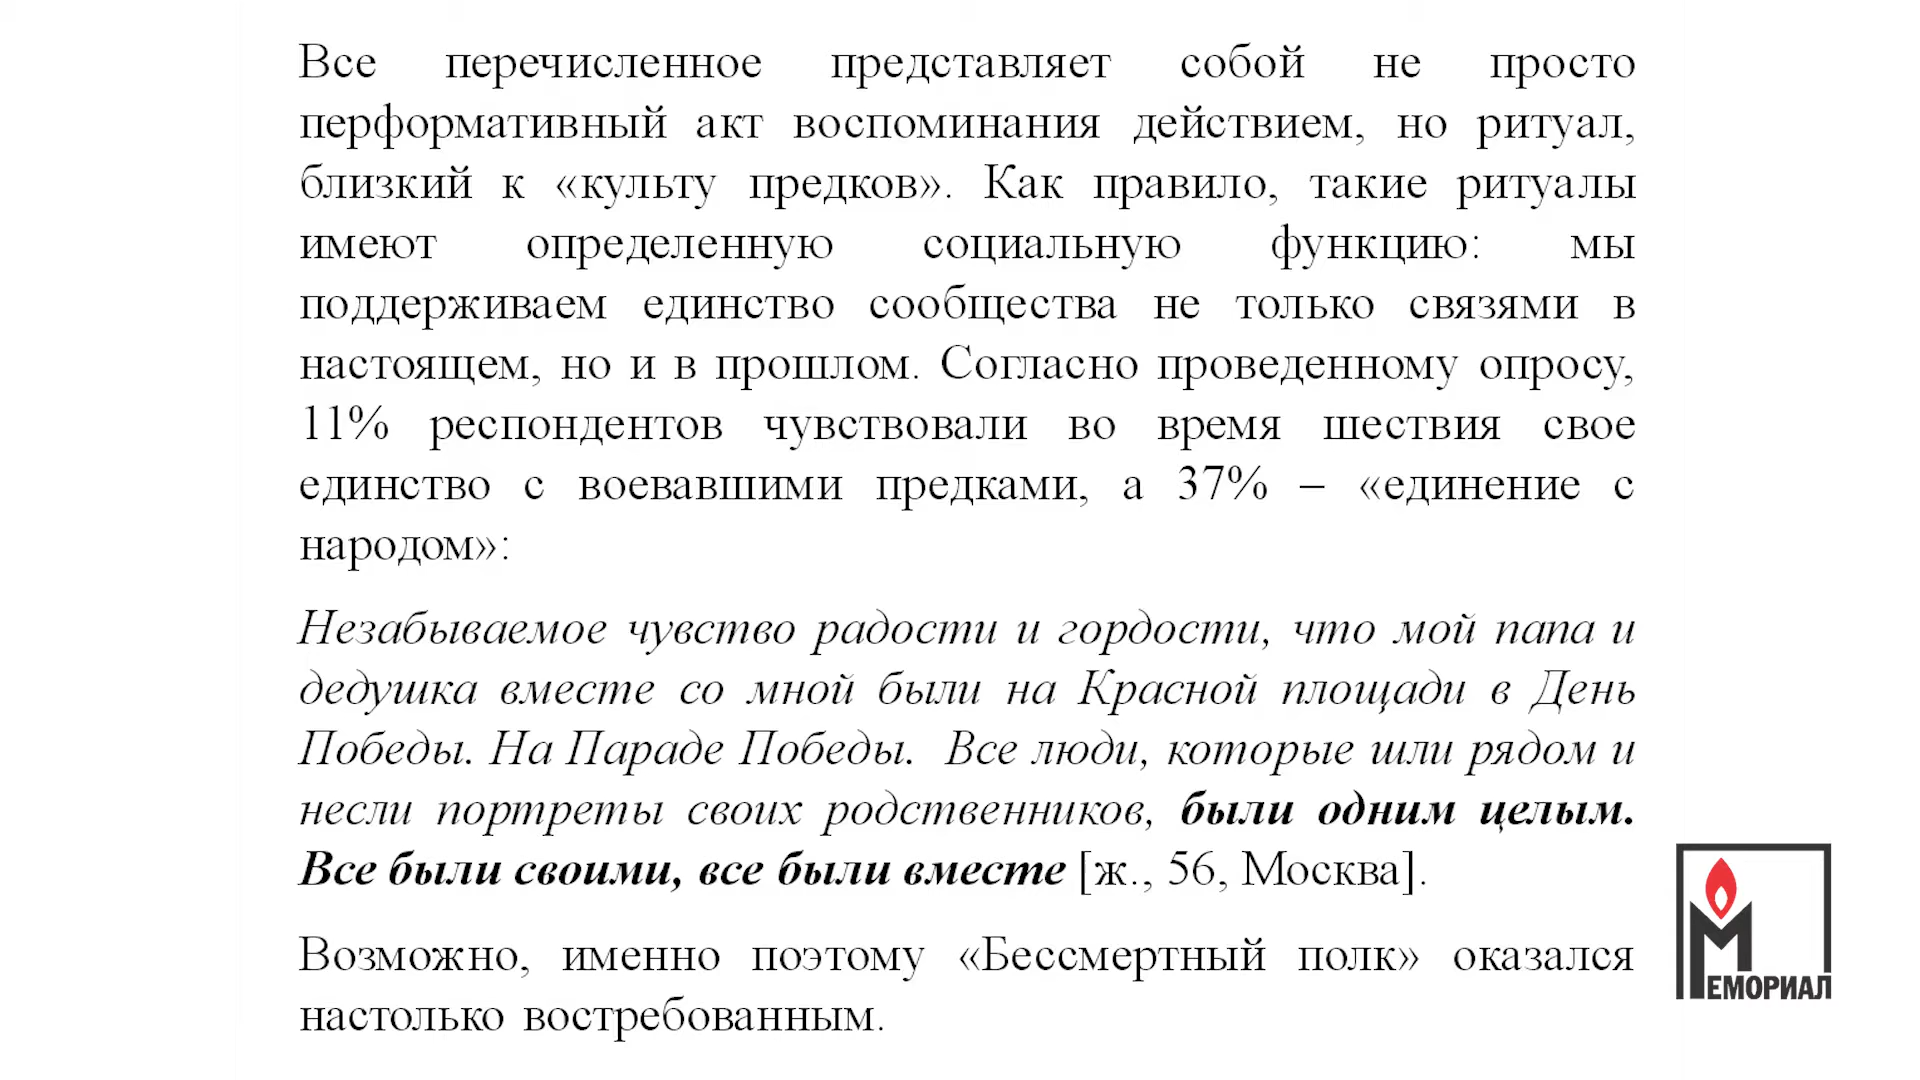 Все перечисленное представляет собой не просто
перформативный акт воспоминания действием, но ритуал,
близкий к «культу предков». Как правило, такие ритуалы
имеют определенную социальную функцию: мы
поддерживаем единство сообщества не только связями в
настоящем, но и в прошлом. Согласно проведенному опросу,
11% респондентов чувствовали во время шествия свое
единство с воевавшими предками, а 37% – «единение с
народом»:
Незабываемое чувство радости и гордости, что мой папа и
дедушка вместе со мной были на Красной площади в День
Победы. На Параде Победы. Все люди, которые шли рядом и
несли портреты своих родственников, были одним целым.
Все были своими, все были вместе [ж., 56, Москва].
Возможно, именно поэтому «Бессмертный полк» оказался
настолько востребованным.
МЕМОРИАЛ